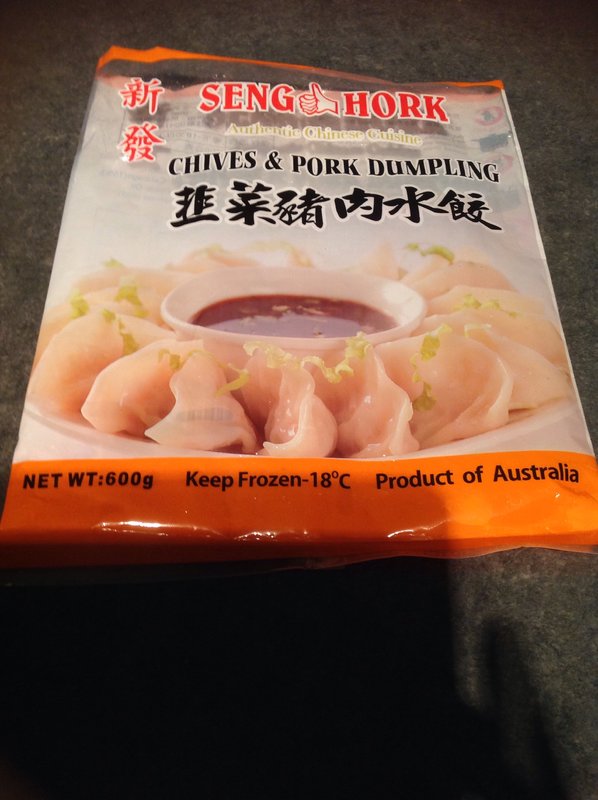 新發
SENG HORK
Authentic Chinese Cuisine
CHIVES & PORK DUMPLING
韮菜豬肉水餃
NET WT:600g
Keep Frozen-18°C
Product of Australia